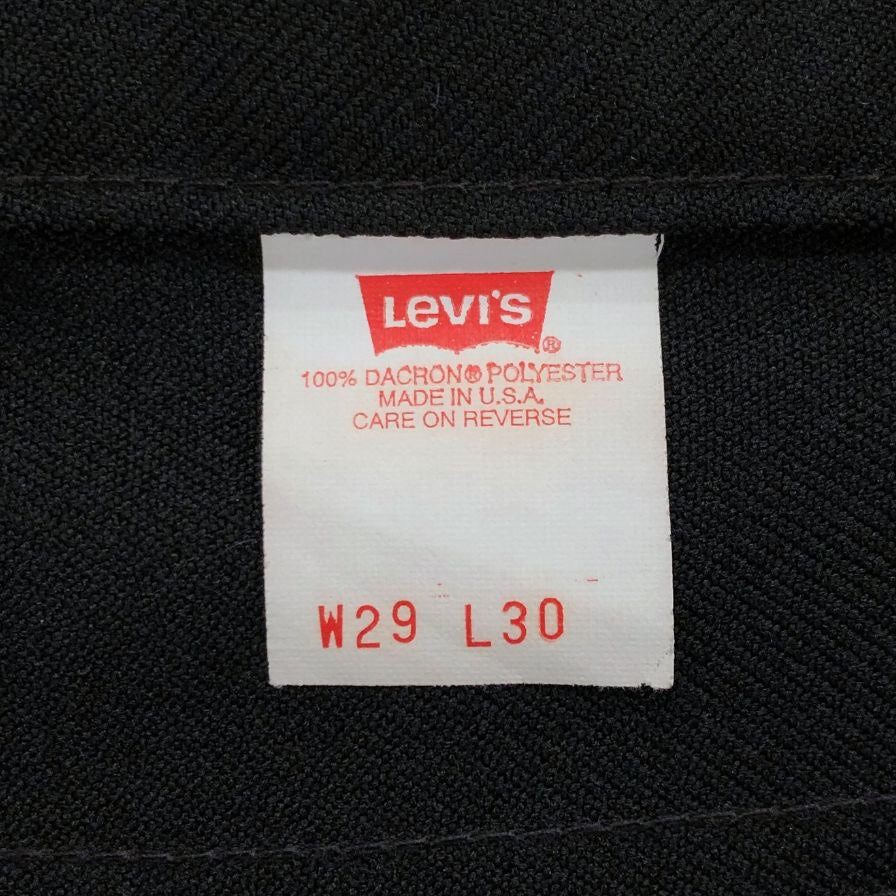 Levi's ®
100% DACRON® POLYESTER
MADE IN U.S.A.
CARE ON REVERSE
W29 L30